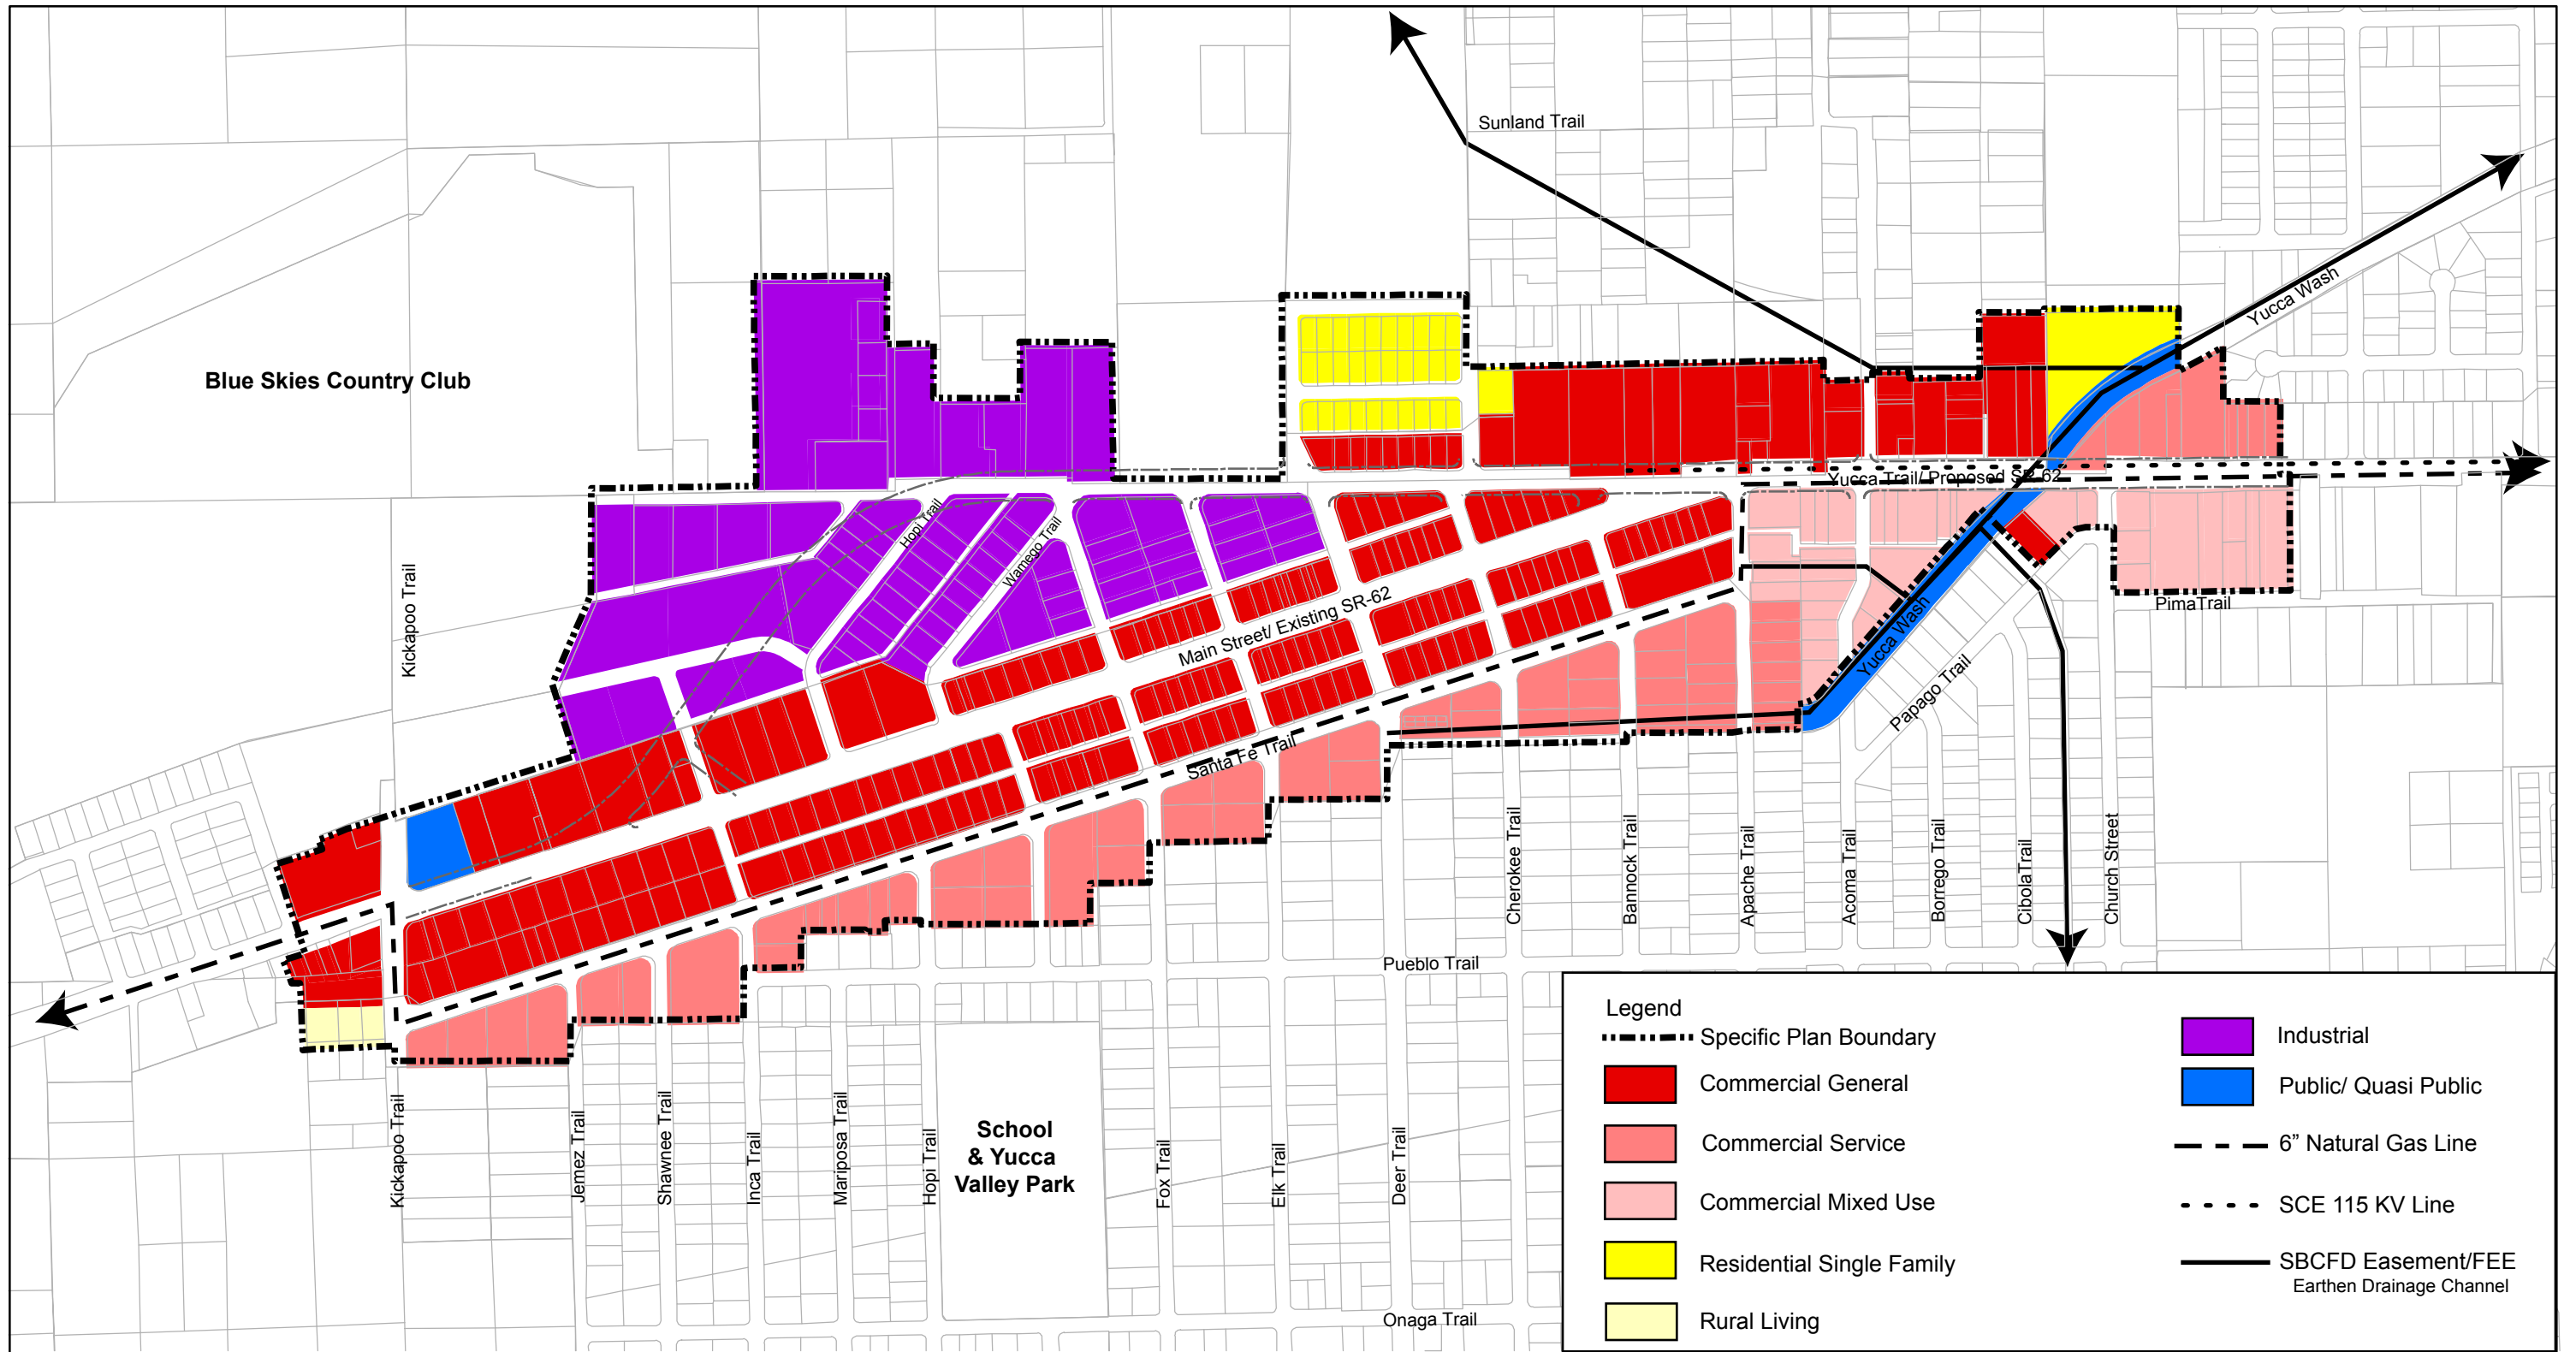 Sunland Trail
Yucca Wash
Blue Skies Country Club
Yucca Trail/ Proposed SR-62
Hopi Trail
Wamego Trail
Kickapoo Trail
Main Street/ Existing SR-62
PimaTrail
Yucca Wash
Papago Trail
Santa Fe Trail
Cherokee Trail
Bannock Trail
Apache Trail
Acoma Trail
Borrego Trail
CibolaTrail
Church Street
Pueblo Trail
Kickapoo Trail
Jemez Trail
Shawnee Trail
Inca Trail
Mariposa Trail
Hopi Trail
School
& Yucca
Valley Park
Fox Trail
Elk Trail
Deer Trail
Onaga Trail
Legend
Specific Plan Boundary
Commercial General
Commercial Service
Commercial Mixed Use
Residential Single Family
Rural Living
Industrial
Public/ Quasi Public
6” Natural Gas Line
SCE 115 KV Line
SBCFD Easement/FEE
Earthen Drainage Channel